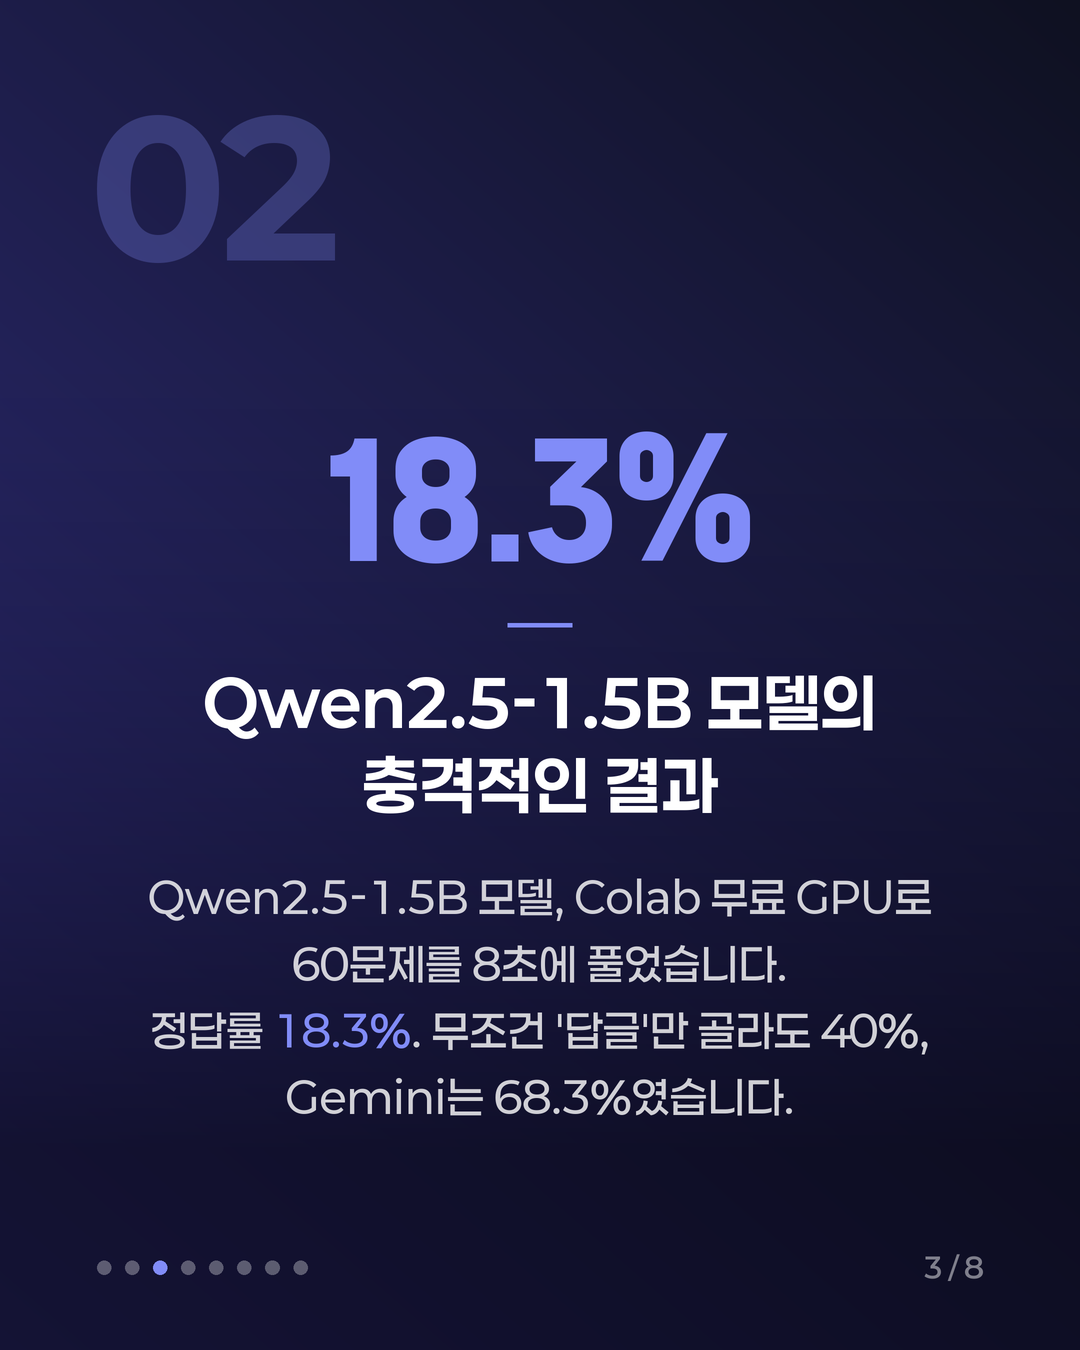 02
18.3%
Qwen2.5-1.5B 모델의
충격적인 결과
Qwen2.5-1.5B 모델, Colab 무료 GPU로
60문제를 8초에 풀었습니다.
정답률 18.3%. 무조건 '답글'만 골라도 40%,
Gemini는 68.3%였습니다.
3/8